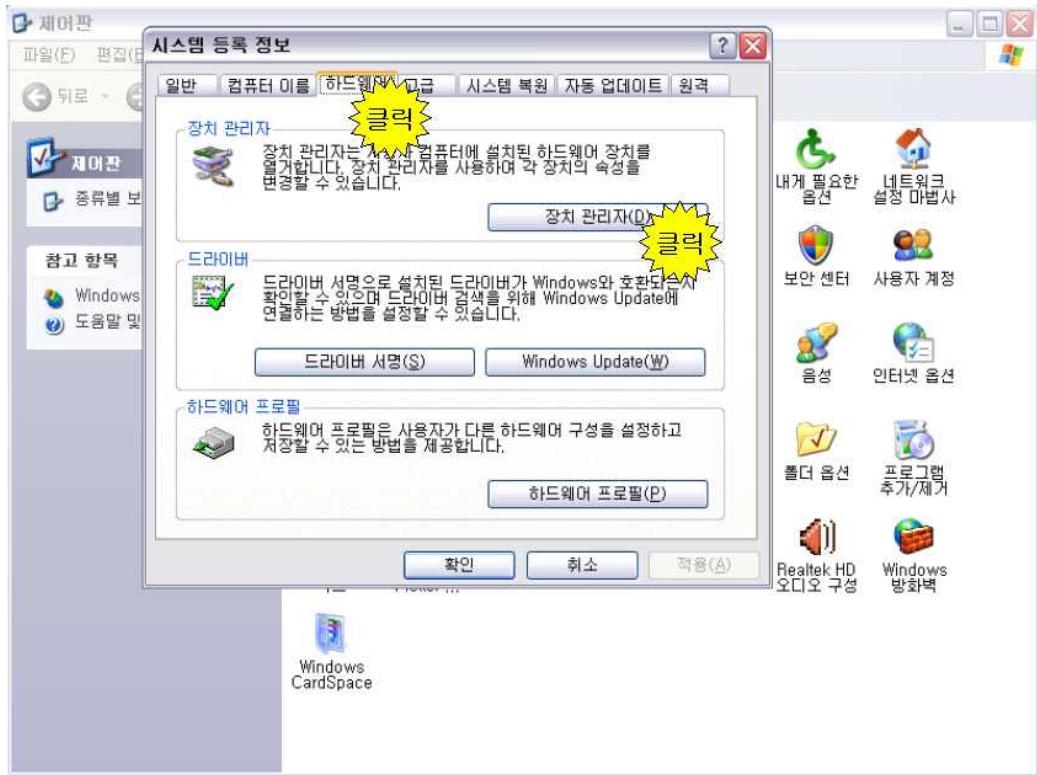 제어판
파일(F) 편집(E
뒤로
제어판
종류별 보
참고 항목
Windows
도움말 및
시스템 등록 정보
일반 컴퓨터 이름 하드웨어 고급 시스템 복원 자동 업데이트 원격
클릭
장치 관리자
장치 관리자는 컴퓨터에 설치된 하드웨어 장치를
열거합니다. 장치 관리자를 사용하여 각 장치의 속성을
변경할 수 있습니다.
장치 관리자(D)
클릭
드라이버
드라이버 서명으로 설치된 드라이버가 Windows와 호환되는지
확인할 수 있으며 드라이버 검색을 위해 Windows Update에
연결하는 방법을 설정할 수 있습니다.
드라이버 서명(S) Windows Update(W)
하드웨어 프로필
하드웨어 프로필은 사용자가 다른 하드웨어 구성을 설정하고
저장할 수 있는 방법을 제공합니다.
하드웨어 프로필(P)
확인 취소 적용(A)
내게 필요한
옵션
네트워크
설정 마법사
보안 센터
사용자 계정
음성
인터넷 옵션
폴더 옵션
프로그램
추가/제거
Realtek HD
오디오 구성
Windows
방화벽
Windows
CardSpace